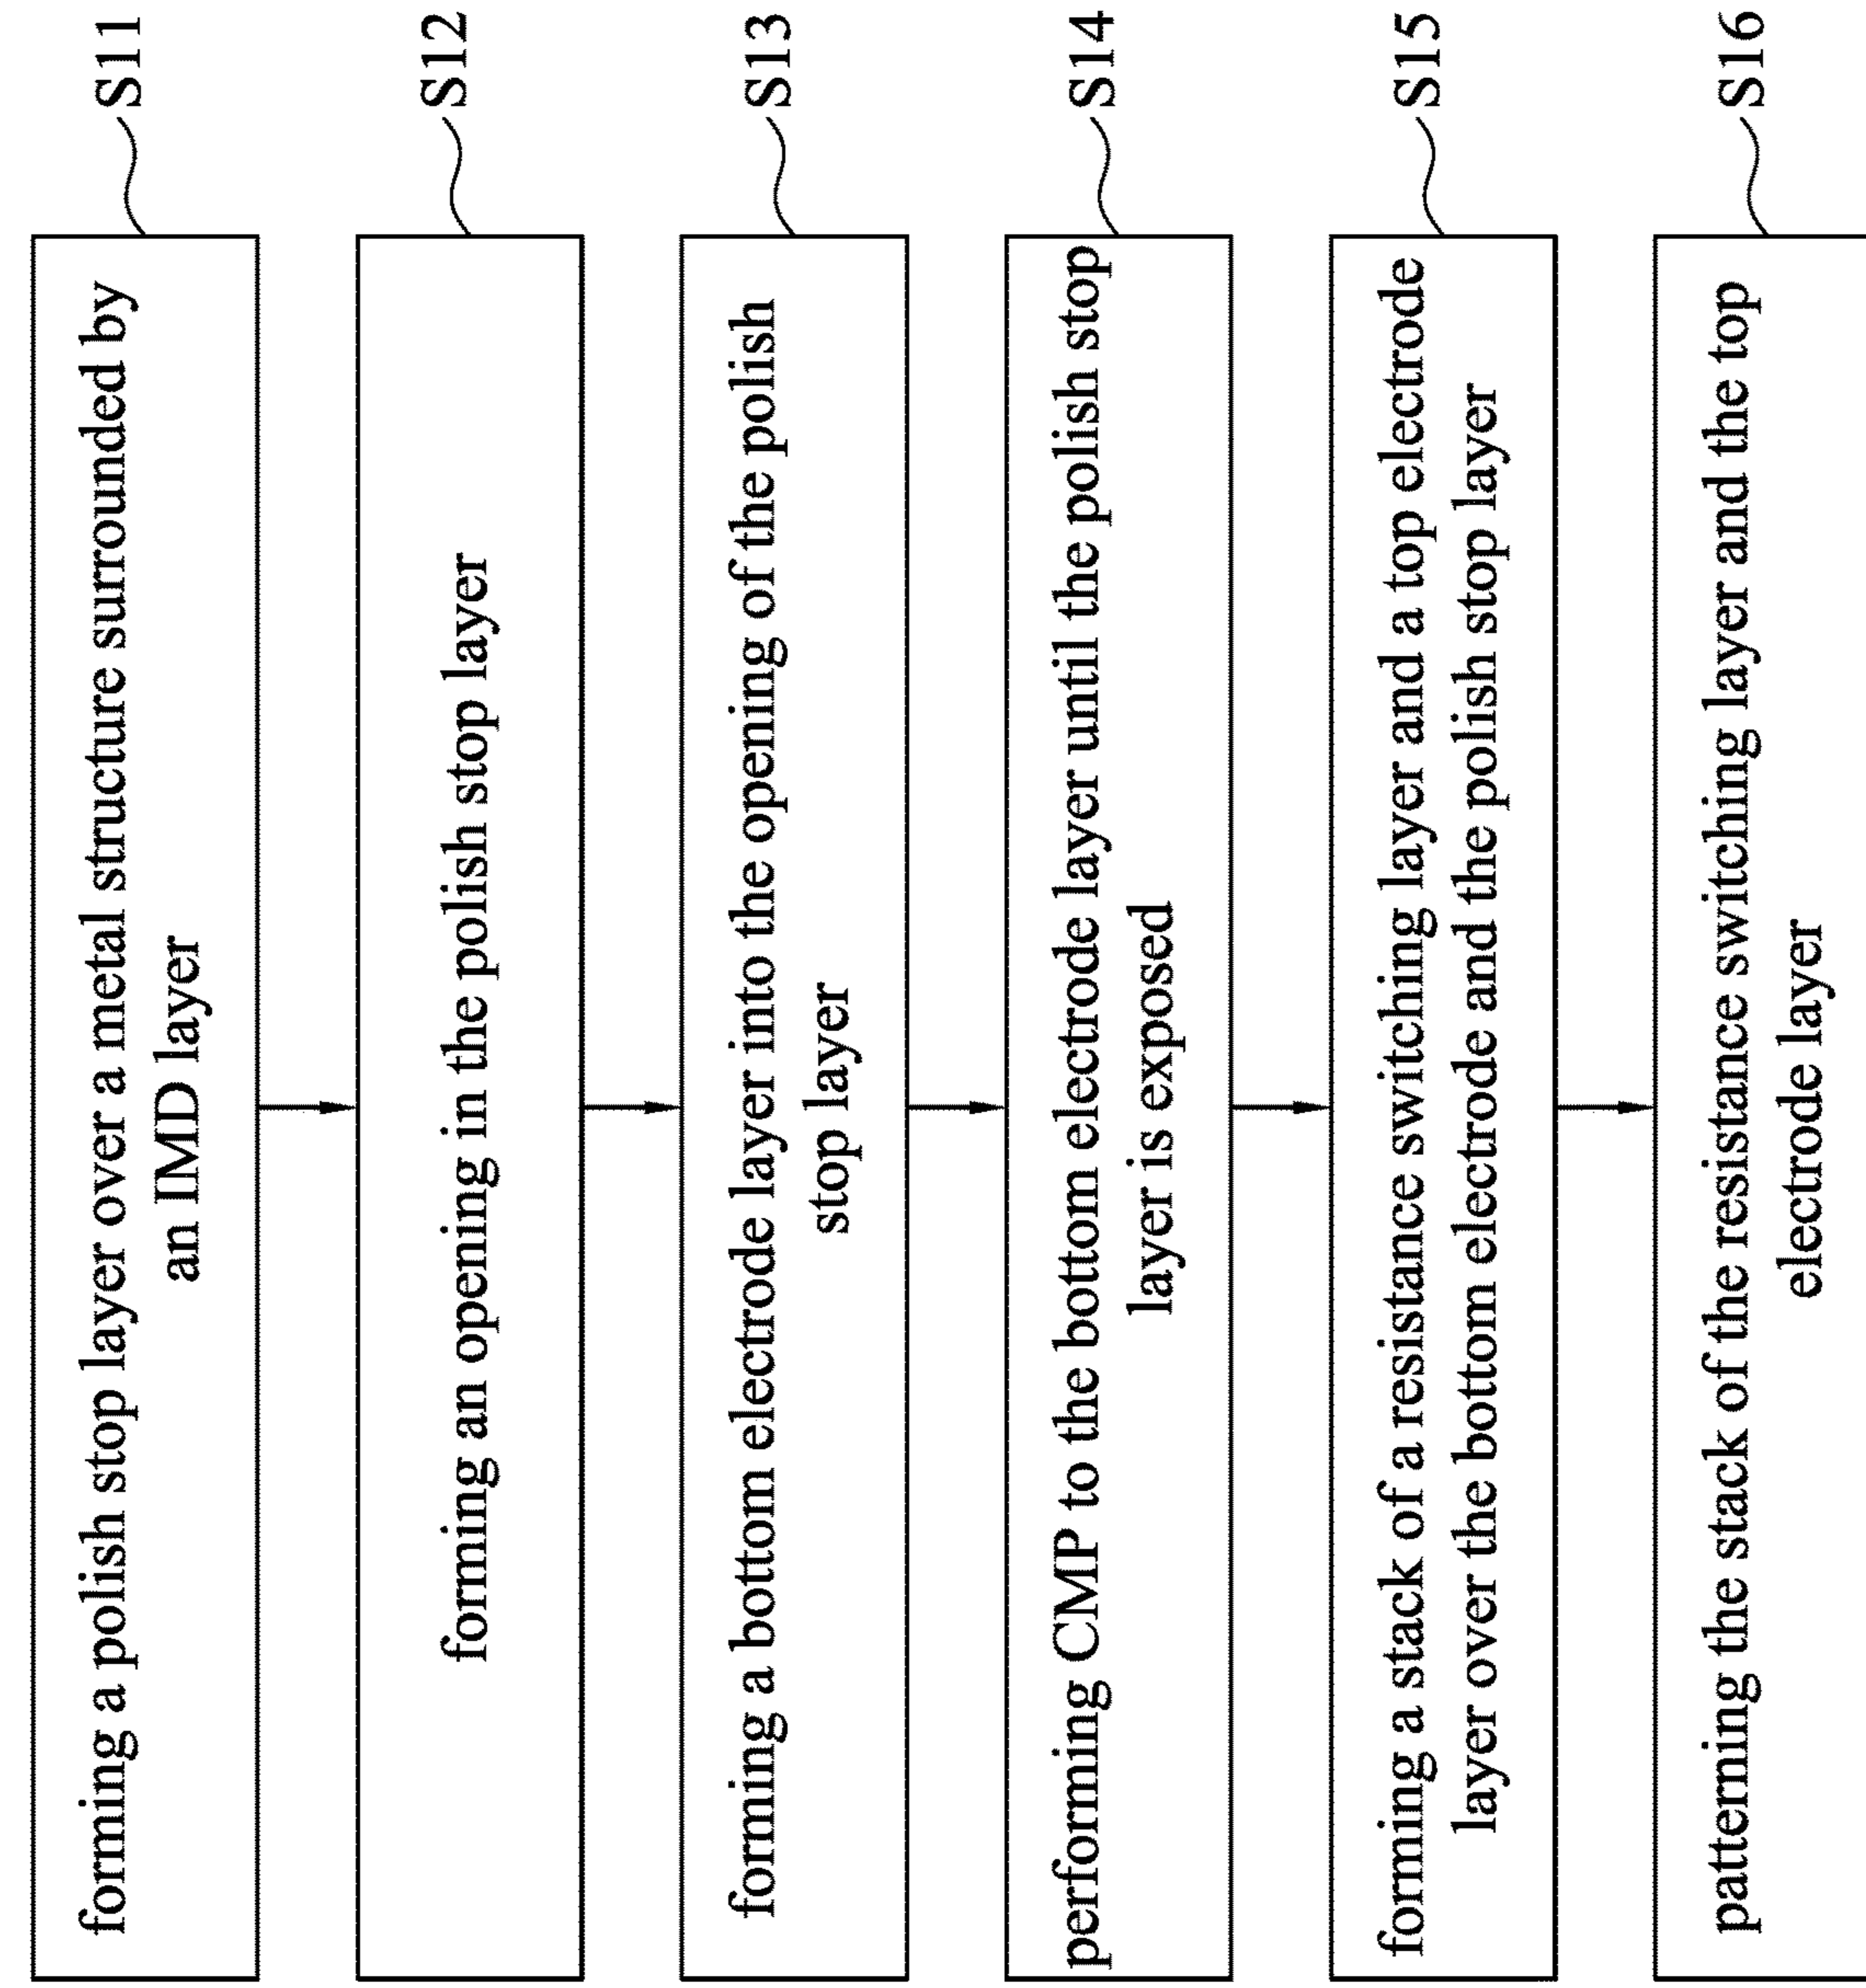 forming a polish stop layer over a metal structure surrounded by
an IMD layer
S11
forming an opening in the polish stop layer
S12
forming a bottom electrode layer into the opening of the polish
stop layer
S13
performing CMP to the bottom electrode layer until the polish stop
layer is exposed
S14
forming a stack of a resistance switching layer and a top electrode
layer over the bottom electrode and the polish stop layer
S15
patterning the stack of the resistance switching layer and the top
electrode layer
S16